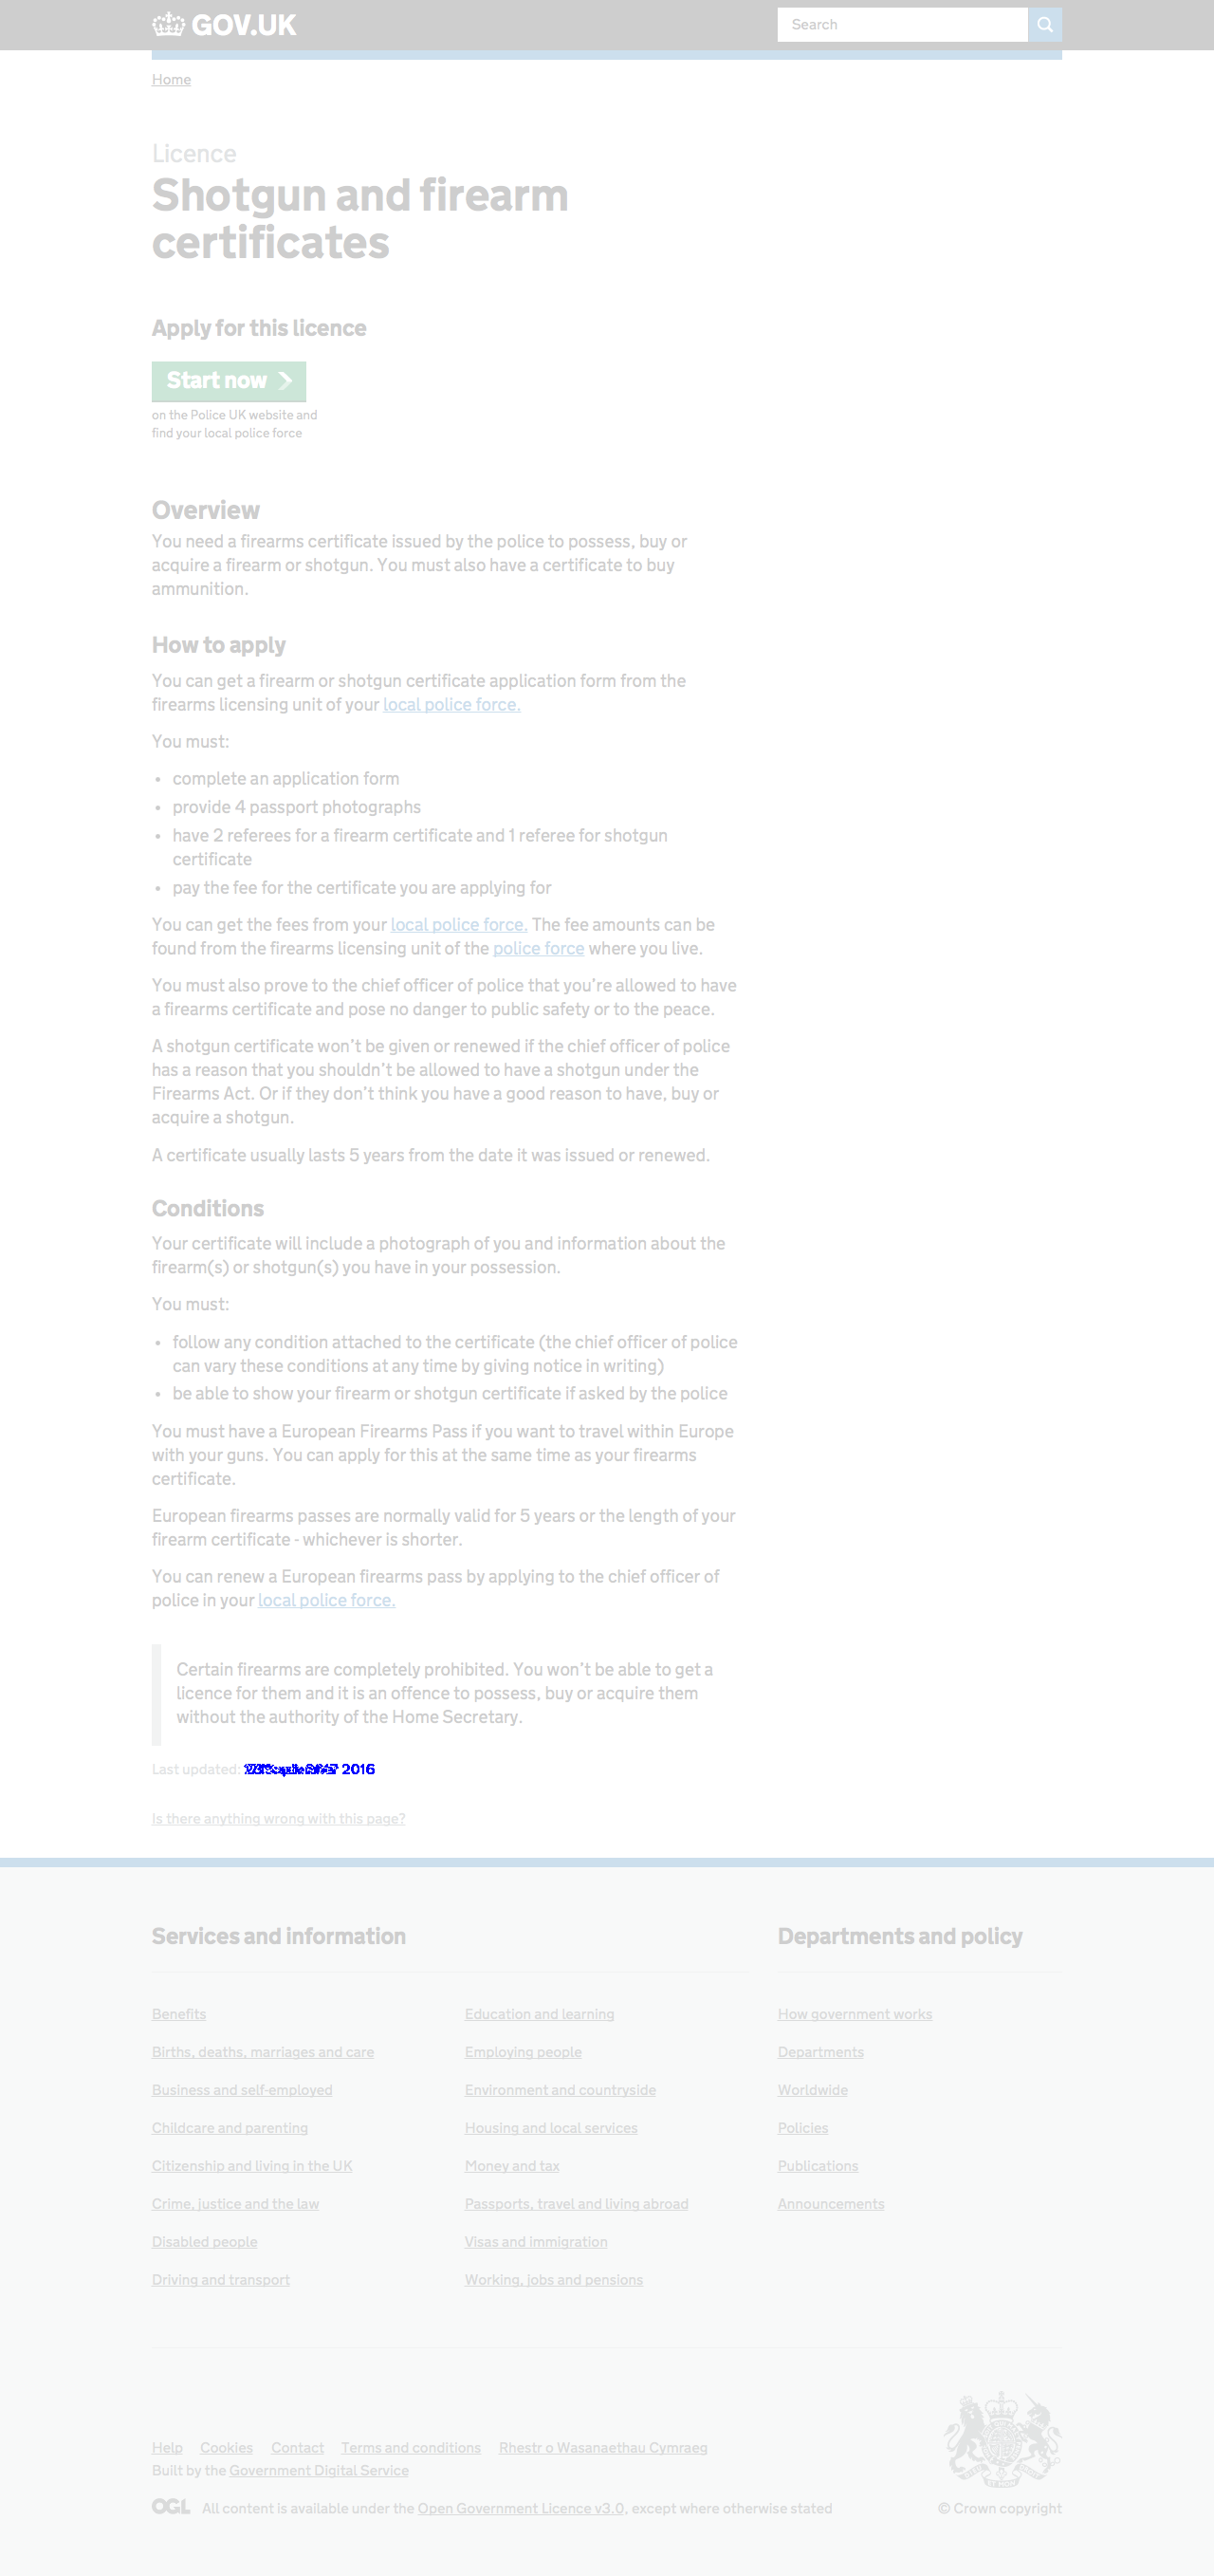 GOV.UK
Search
Home
Licence
Shotgun and firearm
certificates
Apply for this licence
Start now
on the Police UK website and
find your local police force
Overview
You need a firearms certificate issued by the police to possess, buy or
acquire a firearm or shotgun. You must also have a certificate to buy
ammunition.
How to apply
You can get a firearm or shotgun certificate application form from the
firearms licensing unit of your local police force.
You must:
• complete an application form
• provide 4 passport photographs
• have 2 referees for a firearm certificate and 1 referee for shotgun
certificate
• pay the fee for the certificate you are applying for
You can get the fees from your local police force. The fee amounts can be
found from the firearms licensing unit of the police force where you live.
You must also prove to the chief officer of police that you're allowed to have
a firearms certificate and pose no danger to public safety or to the peace.
A shotgun certificate won't be given or renewed if the chief officer of police
has a reason that you shouldn't be allowed to have a shotgun under the
Firearms Act. Or if they don't think you have a good reason to have, buy or
acquire a shotgun.
A certificate usually lasts 5 years from the date it was issued or renewed.
Conditions
Your certificate will include a photograph of you and information about the
firearm(s) or shotgun(s) you have in your possession.
You must:
• follow any condition attached to the certificate (the chief officer of police
can vary these conditions at any time by giving notice in writing)
• be able to show your firearm or shotgun certificate if asked by the police
You must have a European Firearms Pass if you want to travel within Europe
with your guns. You can apply for this at the same time as your firearms
certificate.
European firearms passes are normally valid for 5 years or the length of your
firearm certificate - whichever is shorter.
You can renew a European firearms pass by applying to the chief officer of
police in your local police force.
Certain firearms are completely prohibited. You won't be able to get a
licence for them and it is an offence to possess, buy or acquire them
without the authority of the Home Secretary.
Last updated:
Is there anything wrong with this page?
Services and information
Benefits
Births, deaths, marriages and care
Business and self-employed
Childcare and parenting
Citizenship and living in the UK
Crime, justice and the law
Disabled people
Driving and transport
Education and learning
Employing people
Environment and countryside
Housing and local services
Money and tax
Passports, travel and living abroad
Visas and immigration
Working, jobs and pensions
Departments and policy
How government works
Departments
Worldwide
Policies
Publications
Announcements
Help Cookies Contact Terms and conditions Rhestr o Wasanaethau Cymraeg
Built by the Government Digital Service
OGL All content is available under the Open Government Licence v3.0, except where otherwise stated
© Crown copyright